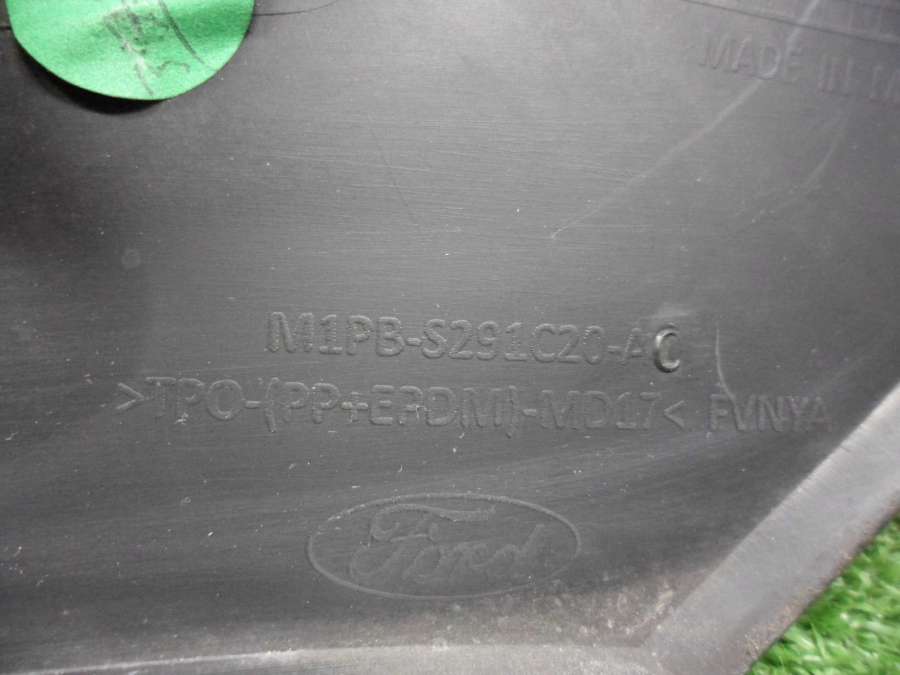 MADE IN
M1PB-S291C20-AC
>TPO-(PP+EPDM)-MD17< FVNYA
Ford